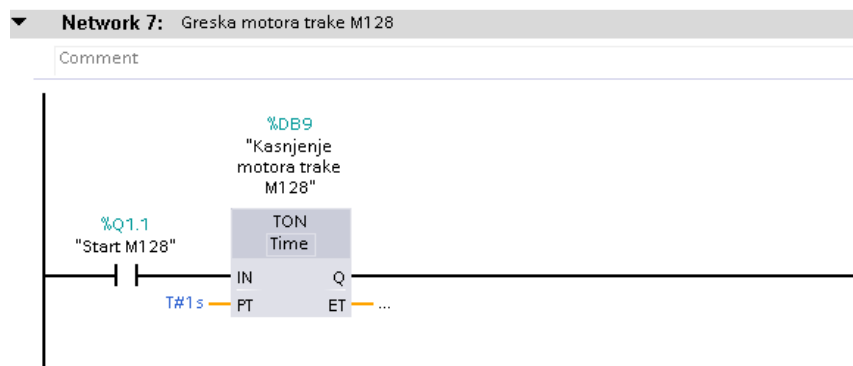 Network 7: Greska motora trake M128
Comment
%DB9
"Kasnjenje
motora trake
M128"
%Q1.1
"Start M128"
TON
Time
IN Q
T#1s PT ET ...